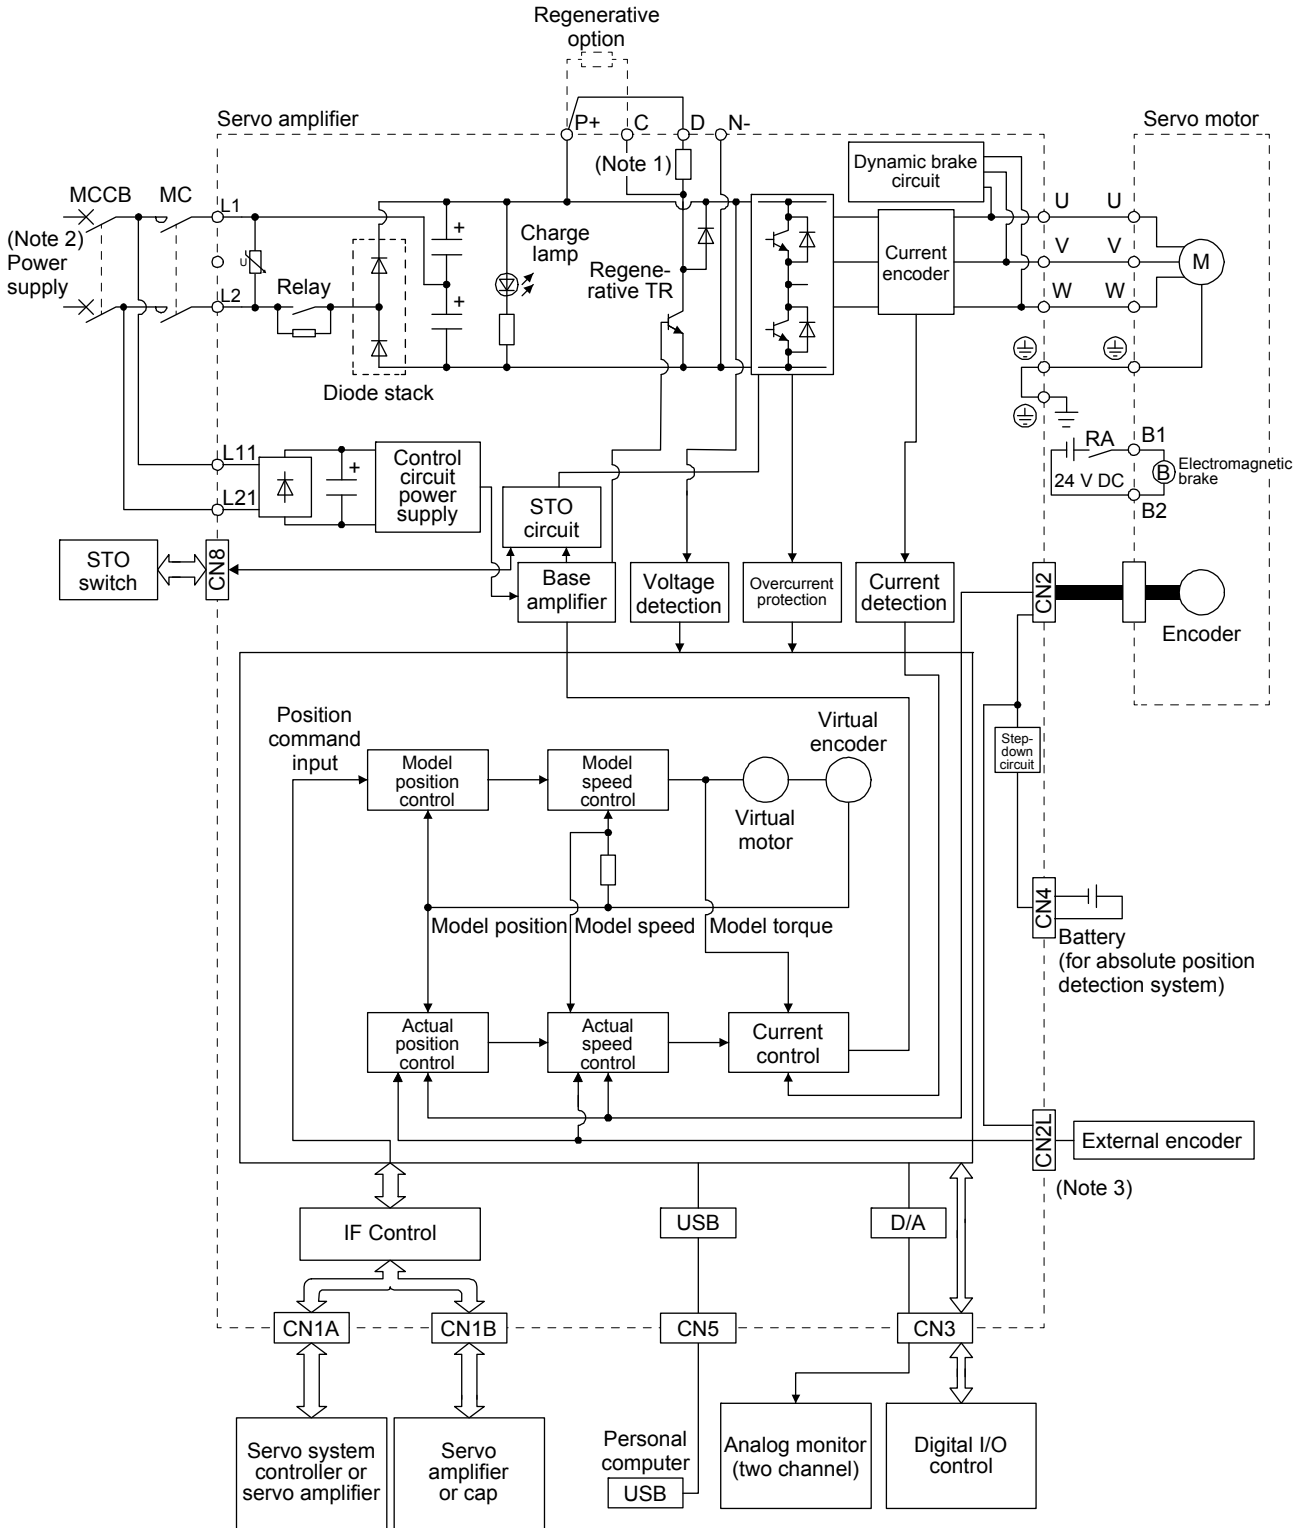 Regenerative
option
Servo amplifier
P+
C
D
N-
Servo motor
(Note 1)
Dynamic brake
circuit
MCCB
MC
L1
U
U
(Note 2)
Power
supply
U
Charge
lamp
Regene-
rative TR
Current
encoder
V
V
M
Relay
L2
W
W
Diode stack
L11
L21
+
+
+
Control
circuit
power
supply
STO
circuit
RA
B1
24 V DC
B
Electromagnetic
brake
B2
STO
switch
CN8
Base
amplifier
Voltage
detection
Overcurrent
protection
Current
detection
CN2
Encoder
Position
command
input
Virtual
encoder
Model
position
control
Model
speed
control
Virtual
motor
Step-
down
circuit
Model position
Model speed
Model torque
CN4
Battery
(for absolute position
detection system)
Actual
position
control
Actual
speed
control
Current
control
CN2L
External encoder
(Note 3)
IF Control
USB
D/A
CN1A
CN1B
CN5
CN3
Servo system
controller or
servo amplifier
Servo
amplifier
or cap
Personal
computer
USB
Analog monitor
(two channel)
Digital I/O
control